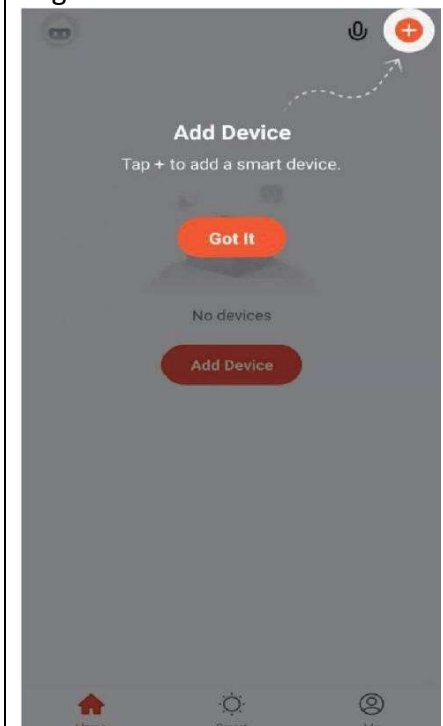 Add Device
Tap + to add a smart device.
Got It
No devices
Add Device